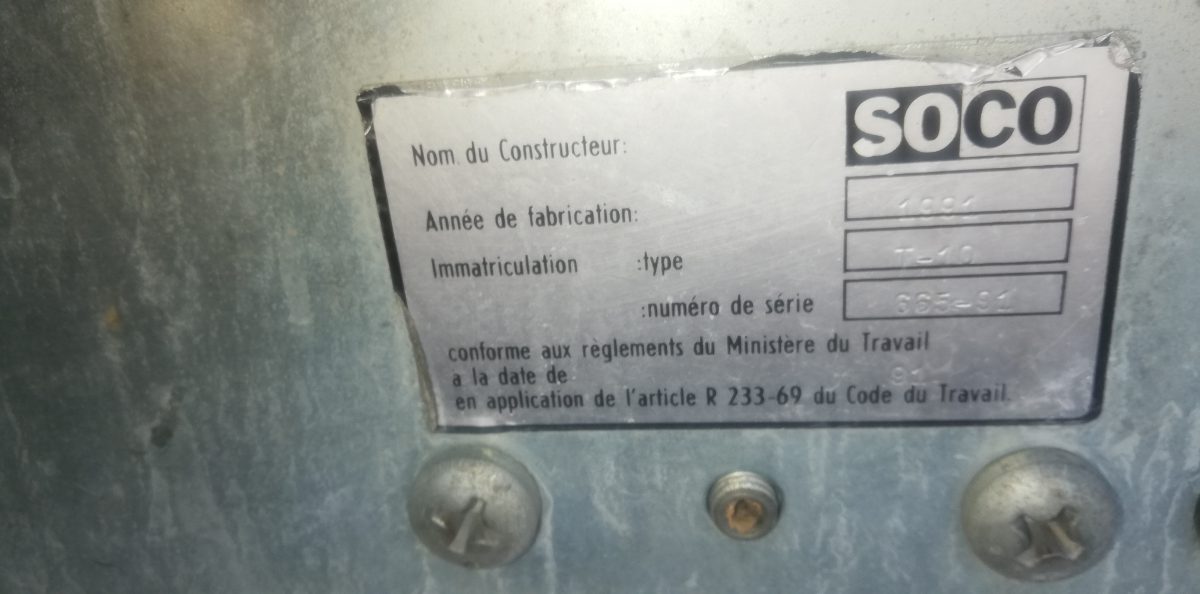 SOCO
Nom du Constructeur:
Année de fabrication: 1991
Immatriculation :type T-10
:numéro de série
conforme aux règlements du Ministère du Travail
a la date de 91
en application de l'article R 233-69 du Code du Travail.